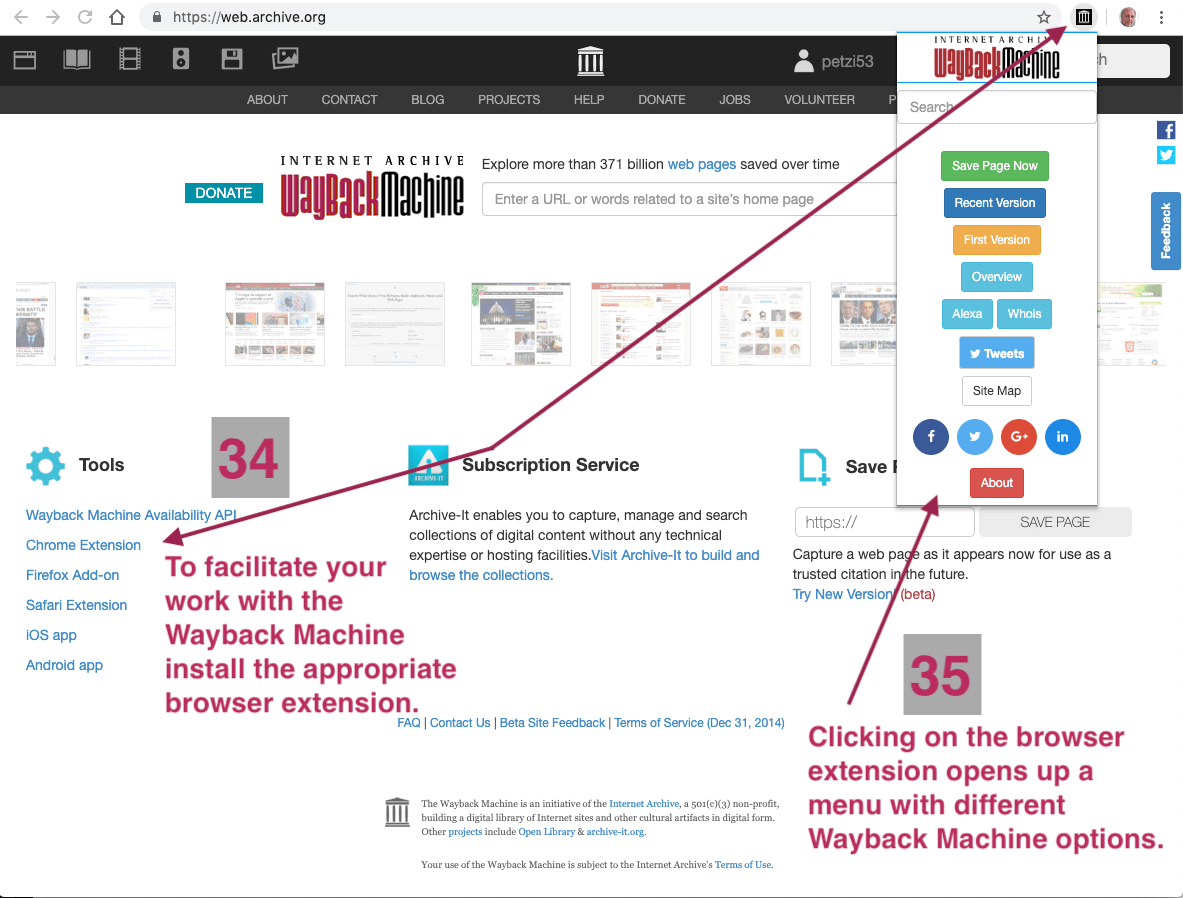 https://web.archive.org
petzi53
ch
ABOUT CONTACT BLOG PROJECTS HELP DONATE JOBS VOLUNTEER P
INTERNET ARCHIVE
WayBackMachine
Search
Save Page Now
Recent Version
First Version
Overview
Alexa Whois
Tweets
Site Map
f G+ in
About
Feedback
DONATE
INTERNET ARCHIVE
WayBackMachine
Explore more than 371 billion web pages saved over time
Enter a URL or words related to a site's home page
34
Tools
Wayback Machine Availability API
Chrome Extension
Firefox Add-on
Safari Extension
iOS app
Android app
To facilitate your
work with the
Wayback Machine
install the appropriate
browser extension.
ARCHIVE-IT
Subscription Service
Archive-It enables you to capture, manage and search
collections of digital content without any technical
expertise or hosting facilities.Visit Archive-It to build and
browse the collections.
Save P
https://
SAVE PAGE
Capture a web page as it appears now for use as a
trusted citation in the future.
Try New Version (beta)
35
Clicking on the browser
extension opens up a
menu with different
Wayback Machine options.
FAQ | Contact Us | Beta Site Feedback | Terms of Service (Dec 31, 2014)
The Wayback Machine is an initiative of the Internet Archive, a 501(c)(3) non-profit,
building a digital library of Internet sites and other cultural artifacts in digital form.
Other projects include Open Library & archive-it.org.
Your use of the Wayback Machine is subject to the Internet Archive's Terms of Use.